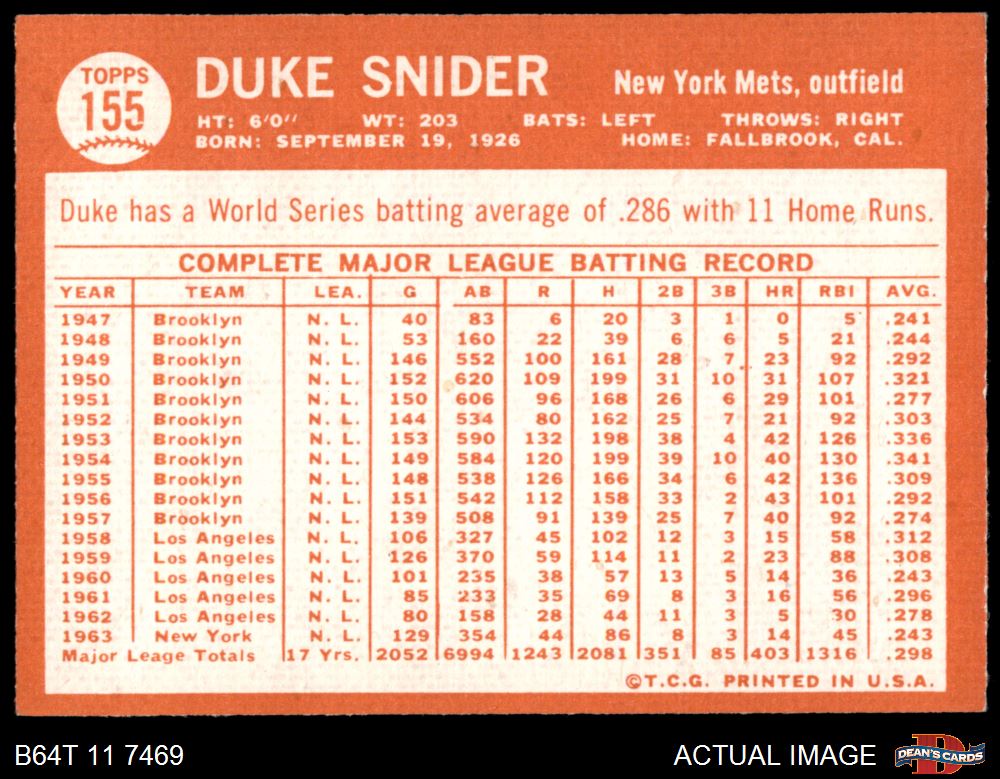 TOPPS
155
DUKE SNIDER New York Mets, outfield
HT: 6'0" WT: 203 BATS: LEFT THROWS: RIGHT
BORN: SEPTEMBER 19, 1926 HOME: FALLBROOK, CAL.
Duke has a World Series batting average of .286 with 11 Home Runs.
COMPLETE MAJOR LEAGUE BATTING RECORD
YEAR TEAM LEA. G AB R H 2B 3B HR RBI AVG.
1947 Brooklyn N. L. 40 83 6 20 3 1 0 5 .241
1948 Brooklyn N. L. 53 160 22 39 6 6 5 21 .244
1949 Brooklyn N. L. 146 552 100 161 28 7 23 92 .292
1950 Brooklyn N. L. 152 620 109 199 31 10 31 107 .321
1951 Brooklyn N. L. 150 606 96 168 26 6 29 101 .277
1952 Brooklyn N. L. 144 534 80 162 25 7 21 92 .303
1953 Brooklyn N. L. 153 590 132 198 38 4 42 126 .336
1954 Brooklyn N. L. 149 584 120 199 39 10 40 130 .341
1955 Brooklyn N. L. 148 538 126 166 34 6 42 136 .309
1956 Brooklyn N. L. 151 542 112 158 33 2 43 101 .292
1957 Brooklyn N. L. 139 508 91 139 25 7 40 92 .274
1958 Los Angeles N. L. 106 327 45 102 12 3 15 58 .312
1959 Los Angeles N. L. 126 370 59 114 11 2 23 88 .308
1960 Los Angeles N. L. 101 235 38 57 13 5 14 36 .243
1961 Los Angeles N. L. 85 233 35 69 8 3 16 56 .296
1962 Los Angeles N. L. 80 158 28 44 11 3 5 30 .278
1963 New York N. L. 129 354 44 86 8 3 14 45 .243
Major Leage Totals 17 Yrs. 2052 6994 1243 2081 351 85 403 1316 .298
©T.C.G. PRINTED IN U.S.A.
B64T 11 7469 ACTUAL IMAGE DEAN'S CARDS